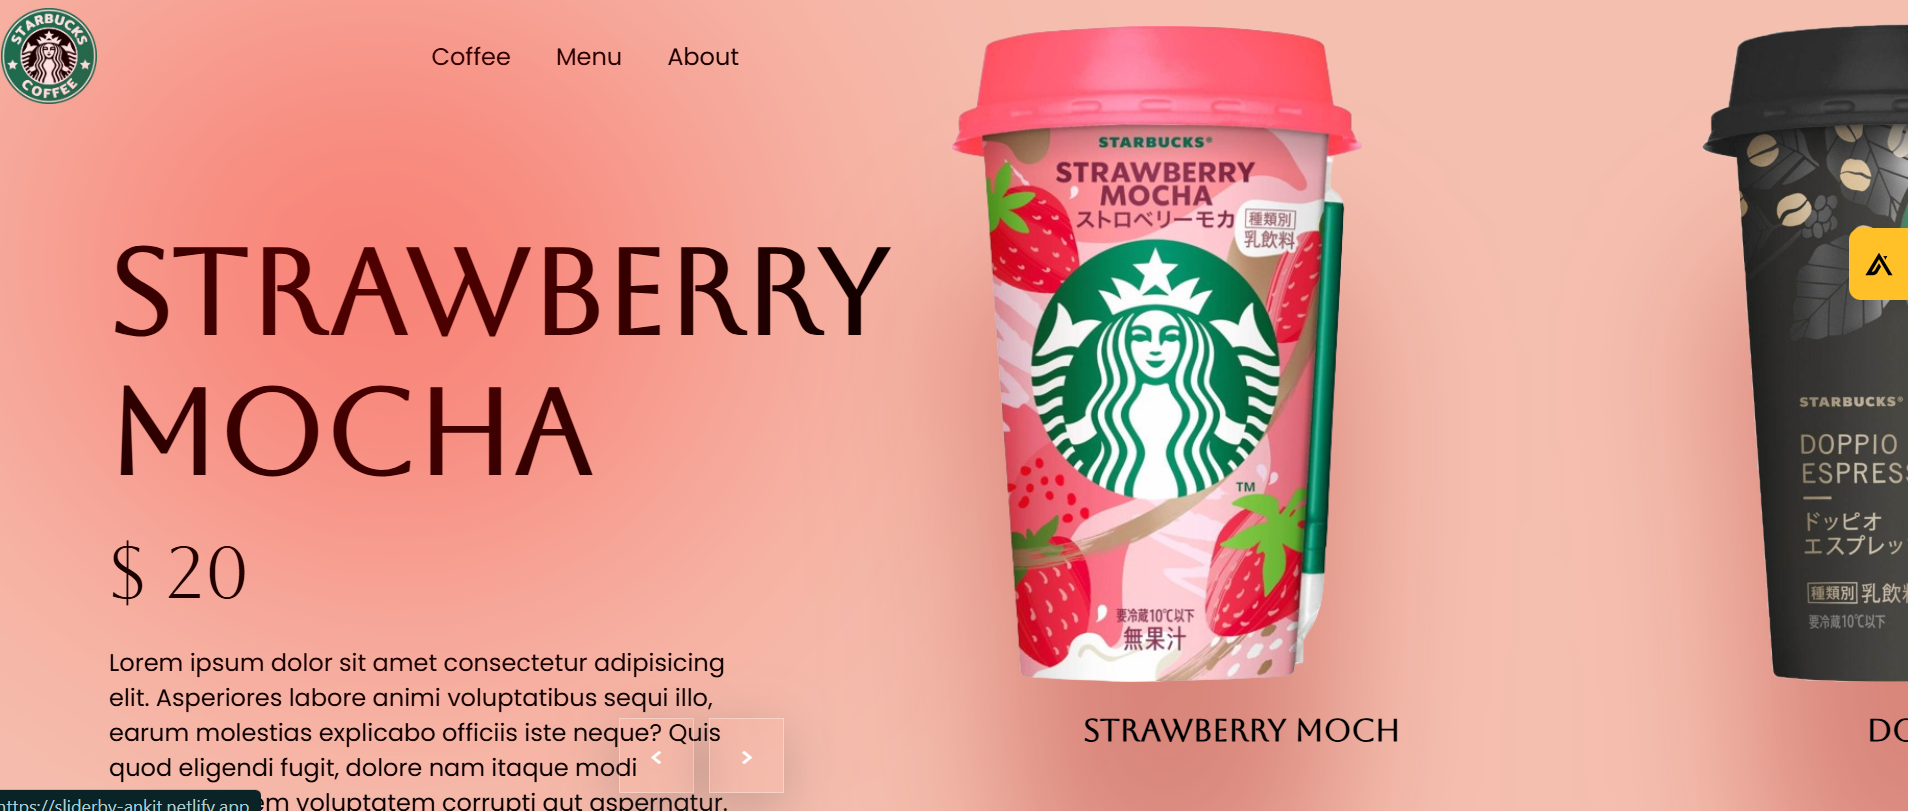 STARBUCKS
COFFEE
Coffee Menu About
STRAWBERRY
MOCHA
$ 20
Lorem ipsum dolor sit amet consectetur adipisicing
elit. Asperiores labore animi voluptatibus sequi illo,
earum molestias explicabo officiis iste neque? Quis
quod eligendi fugit, dolore nam itaque modi
em voluptatem corrupti aut aspernatur.
< >
https://sliderby-ankit.netlify.app
STARBUCKS®
STRAWBERRY
MOCHA
ストロベリーモカ
種類別
乳飲料
TM
要冷蔵10℃以下
無果汁
STRAWBERRY MOCH
STARBUCKS®
DOPPIO
ESPRESS
ドッピオ
エスプレッ
種類別 乳飲
要冷蔵10℃以下
DO